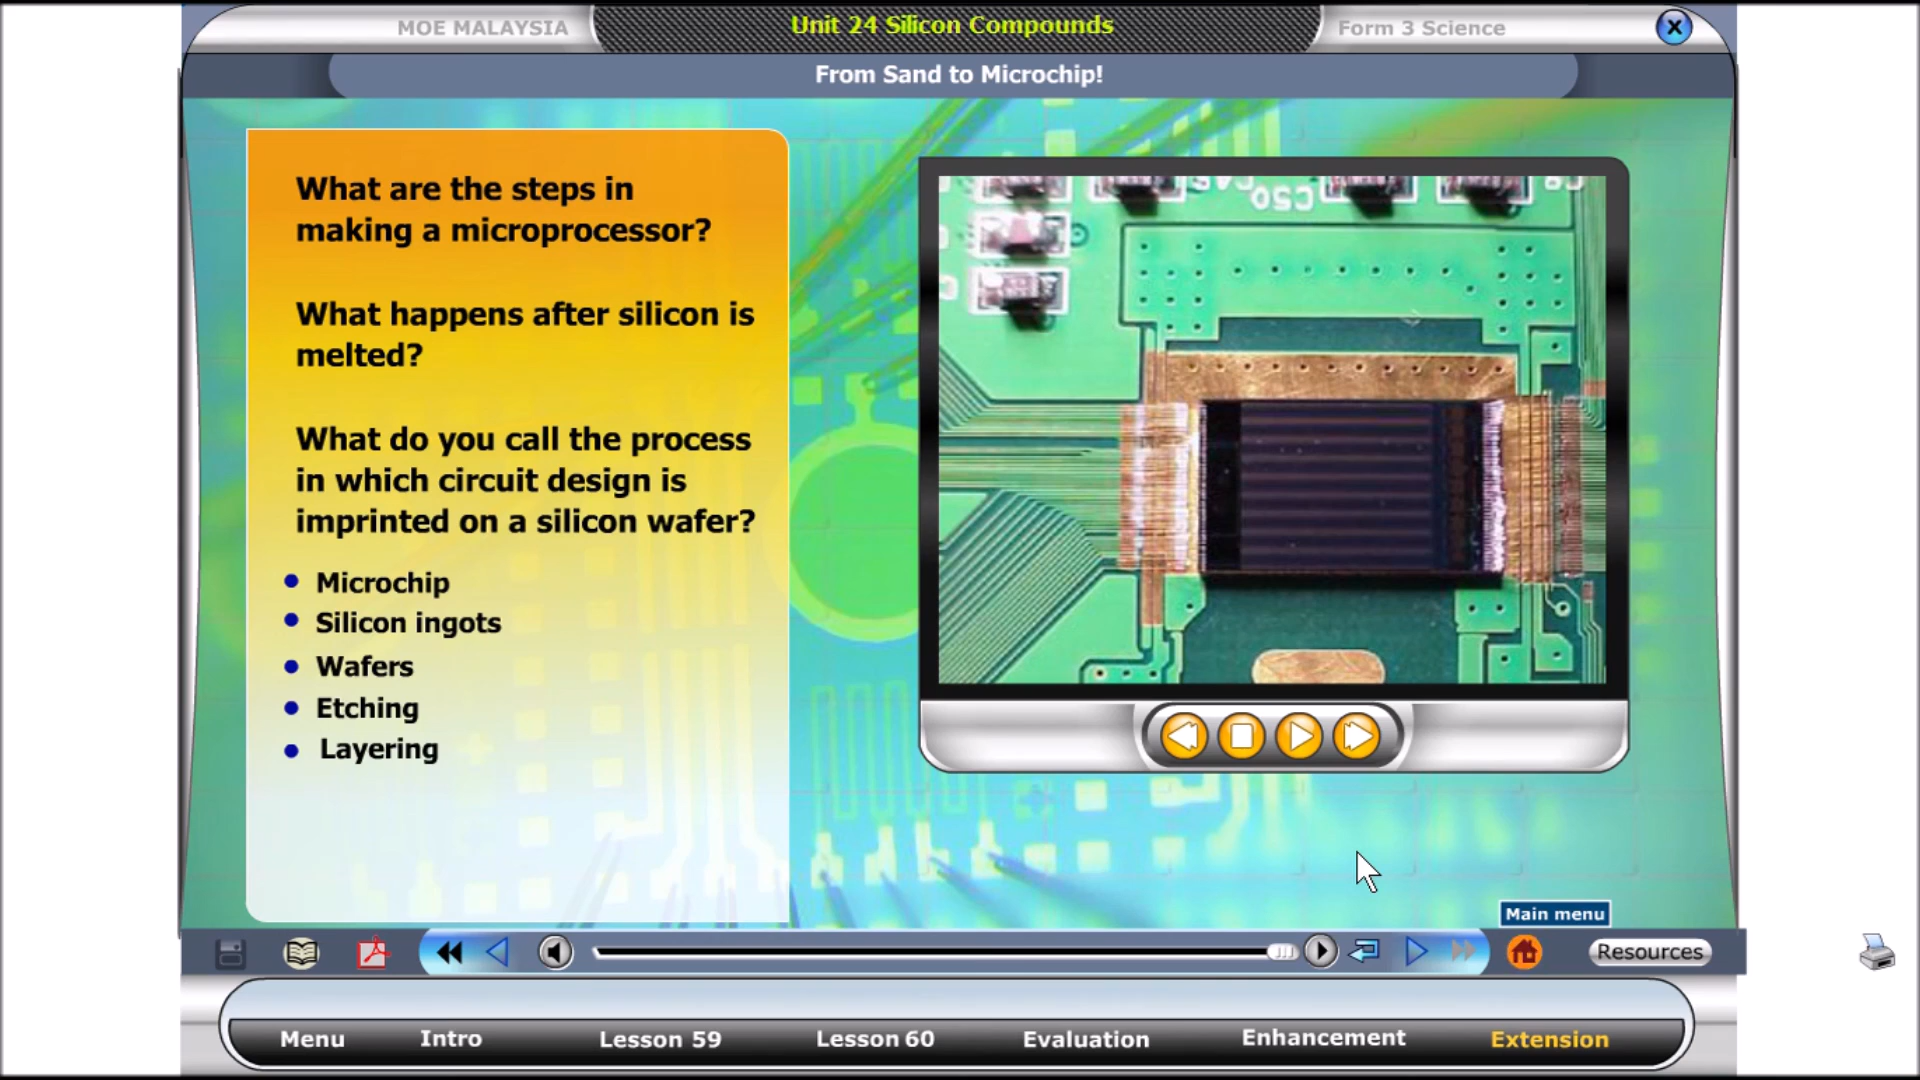 MOE MALAYSIA
Unit 24 Silicon Compounds
Form 3 Science
From Sand to Microchip!
What are the steps in
making a microprocessor?
What happens after silicon is
melted?
What do you call the process
in which circuit design is
imprinted on a silicon wafer?
Microchip
Silicon ingots
Wafers
Etching
Layering
C50
Main menu
Resources
Menu
Intro
Lesson 59
Lesson 60
Evaluation
Enhancement
Extension